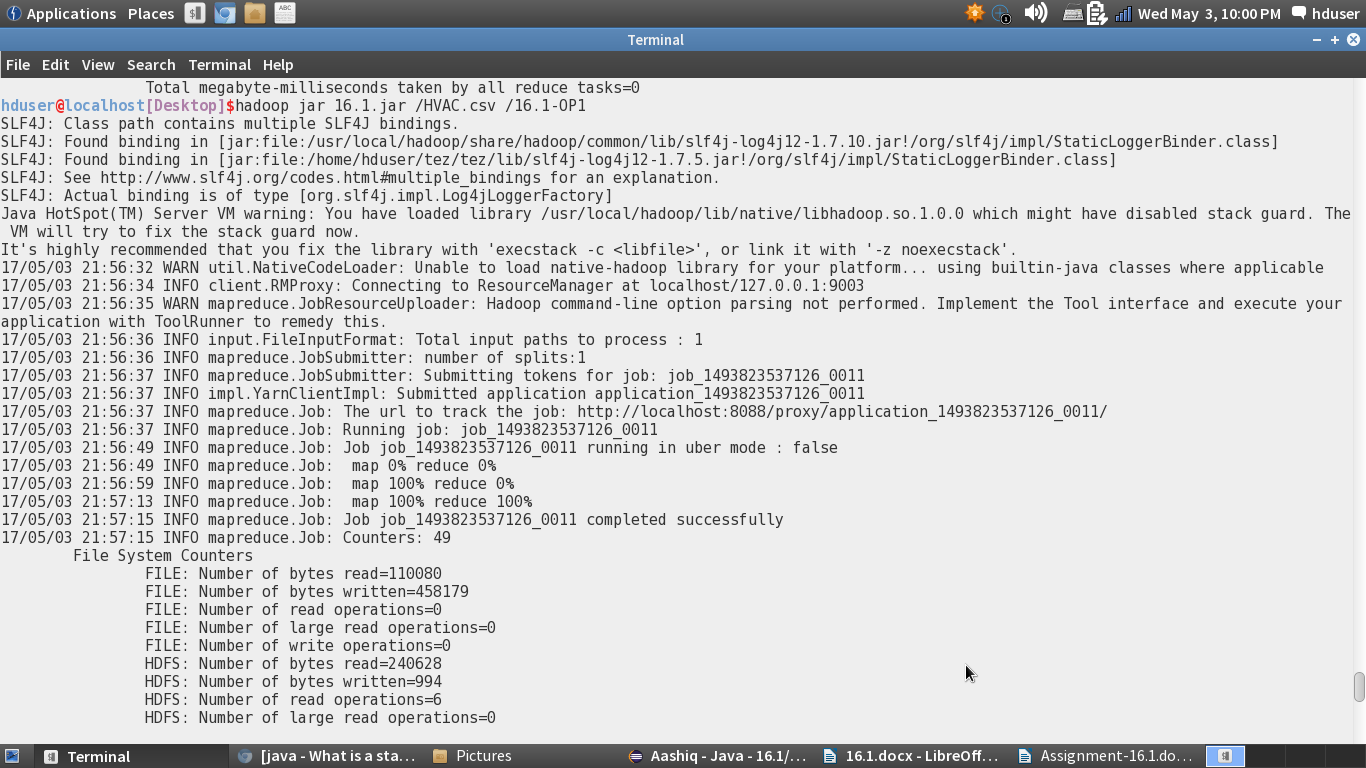 Applications Places Wed May 3, 10:00 PM hduser
Terminal
File Edit View Search Terminal Help
Total megabyte-milliseconds taken by all reduce tasks=0
hduser@localhost[Desktop]$hadoop jar 16.1.jar /HVAC.csv /16.1-OP1
SLF4J: Class path contains multiple SLF4J bindings.
SLF4J: Found binding in [jar:file:/usr/local/hadoop/share/hadoop/common/lib/slf4j-log4j12-1.7.10.jar!/org/slf4j/impl/StaticLoggerBinder.class]
SLF4J: Found binding in [jar:file:/home/hduser/tez/tez/lib/slf4j-log4j12-1.7.5.jar!/org/slf4j/impl/StaticLoggerBinder.class]
SLF4J: See http://www.slf4j.org/codes.html#multiple_bindings for an explanation.
SLF4J: Actual binding is of type [org.slf4j.impl.Log4jLoggerFactory]
Java HotSpot(TM) Server VM warning: You have loaded library /usr/local/hadoop/lib/native/libhadoop.so.1.0.0 which might have disabled stack guard. The
VM will try to fix the stack guard now.
It's highly recommended that you fix the library with 'execstack -c <libfile>', or link it with '-z noexecstack'.
17/05/03 21:56:32 WARN util.NativeCodeLoader: Unable to load native-hadoop library for your platform... using builtin-java classes where applicable
17/05/03 21:56:34 INFO client.RMProxy: Connecting to ResourceManager at localhost/127.0.0.1:9003
17/05/03 21:56:35 WARN mapreduce.JobResourceUploader: Hadoop command-line option parsing not performed. Implement the Tool interface and execute your
application with ToolRunner to remedy this.
17/05/03 21:56:36 INFO input.FileInputFormat: Total input paths to process : 1
17/05/03 21:56:36 INFO mapreduce.JobSubmitter: number of splits:1
17/05/03 21:56:37 INFO mapreduce.JobSubmitter: Submitting tokens for job: job_1493823537126_0011
17/05/03 21:56:37 INFO impl.YarnClientImpl: Submitted application application_1493823537126_0011
17/05/03 21:56:37 INFO mapreduce.Job: The url to track the job: http://localhost:8088/proxy/application_1493823537126_0011/
17/05/03 21:56:37 INFO mapreduce.Job: Running job: job_1493823537126_0011
17/05/03 21:56:49 INFO mapreduce.Job: Job job_1493823537126_0011 running in uber mode : false
17/05/03 21:56:49 INFO mapreduce.Job:  map 0% reduce 0%
17/05/03 21:56:59 INFO mapreduce.Job:  map 100% reduce 0%
17/05/03 21:57:13 INFO mapreduce.Job:  map 100% reduce 100%
17/05/03 21:57:15 INFO mapreduce.Job: Job job_1493823537126_0011 completed successfully
17/05/03 21:57:15 INFO mapreduce.Job: Counters: 49
File System Counters
FILE: Number of bytes read=110080
FILE: Number of bytes written=458179
FILE: Number of read operations=0
FILE: Number of large read operations=0
FILE: Number of write operations=0
HDFS: Number of bytes read=240628
HDFS: Number of bytes written=994
HDFS: Number of read operations=6
HDFS: Number of large read operations=0
Terminal [java - What is a sta... Pictures Aashiq - Java - 16.1/... 16.1.docx - LibreOff... Assignment-16.1.do...